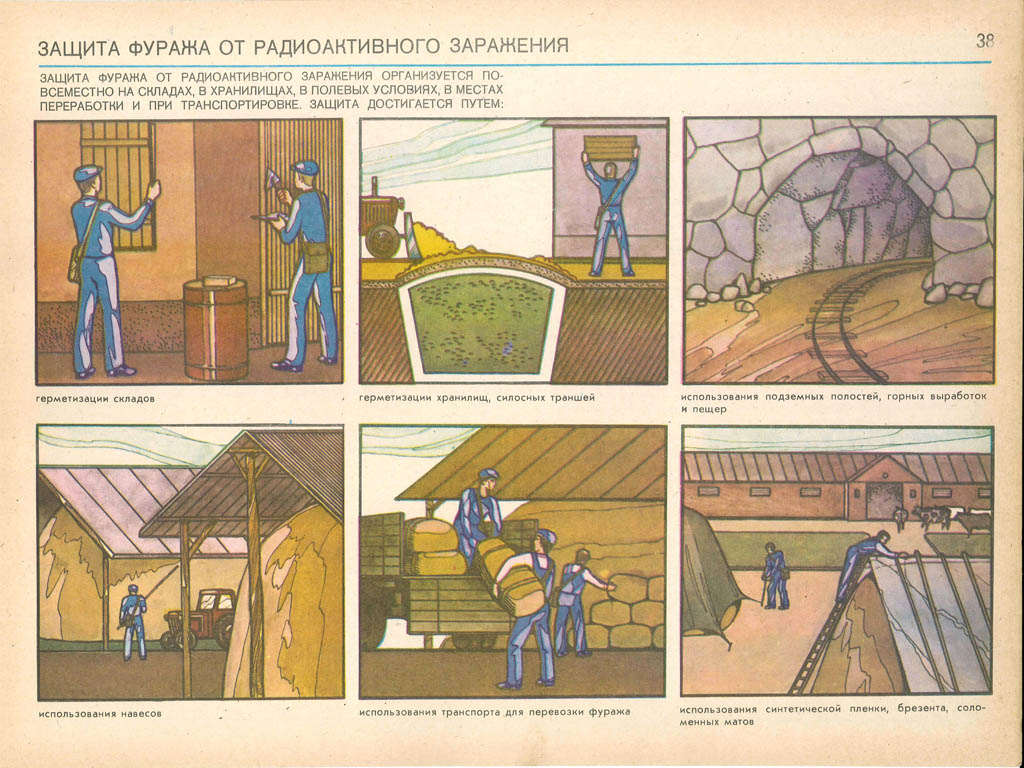 ЗАЩИТА ФУРАЖА ОТ РАДИОАКТИВНОГО ЗАРАЖЕНИЯ
38
ЗАЩИТА ФУРАЖА ОТ РАДИОАКТИВНОГО ЗАРАЖЕНИЯ ОРГАНИЗУЕТСЯ ПО-
ВСЕМЕСТНО НА СКЛАДАХ, В ХРАНИЛИЩАХ, В ПОЛЕВЫХ УСЛОВИЯХ, В МЕСТАХ
ПЕРЕРАБОТКИ И ПРИ ТРАНСПОРТИРОВКЕ. ЗАЩИТА ДОСТИГАЕТСЯ ПУТЕМ:
герметизации складов
герметизации хранилищ, силосных траншей
использования подземных полостей, горных выработок
и пещер
использования навесов
использования транспорта для перевозки фуража
использования синтетической пленки, брезента, соло-
менных матов